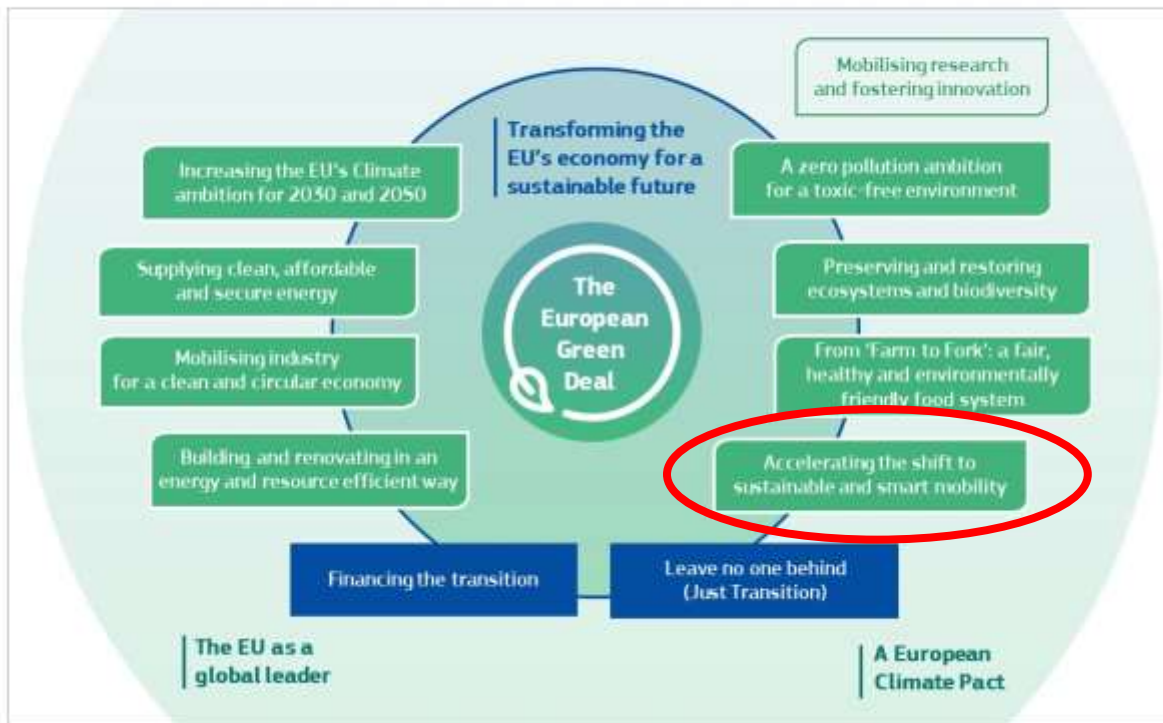 Mobilising research
and fostering innovation
Transforming the
EU's economy for a
sustainable future
Increasing the EU's Climate
ambition for 2030 and 2050
A zero pollution ambition
for a toxic-free environment
Supplying clean, affordable
and secure energy
Preserving and restoring
ecosystems and biodiversity
The
European
Green
Deal
Mobilising industry
for a clean and circular economy
From 'Farm to Fork': a fair,
healthy and environmentally
friendly food system
Building and renovating in an
energy and resource efficient way
Accelerating the shift to
sustainable and smart mobility
Financing the transition
Leave no one behind
(Just Transition)
The EU as a
global leader
A European
Climate Pact